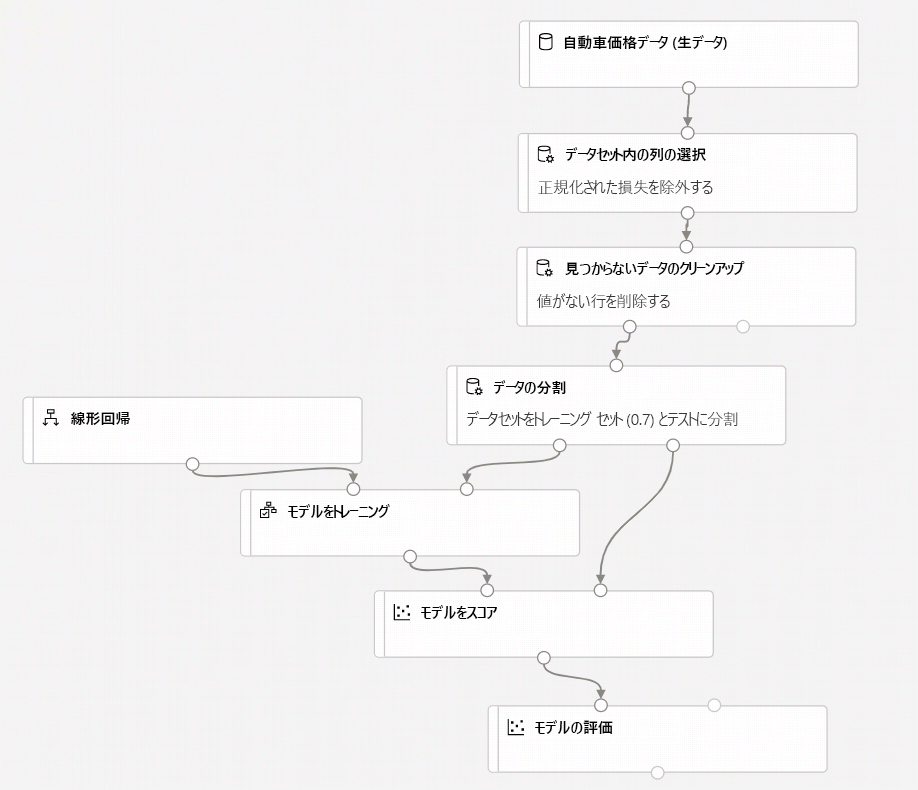 自動車価格データ (生データ)
データセット内の列の選択
正規化された損失を除外する
見つからないデータのクリーンアップ
値がない行を削除する
データの分割
データセットをトレーニング セット (0.7) とテストに分割
線形回帰
モデルをトレーニング
モデルをスコア
モデルの評価